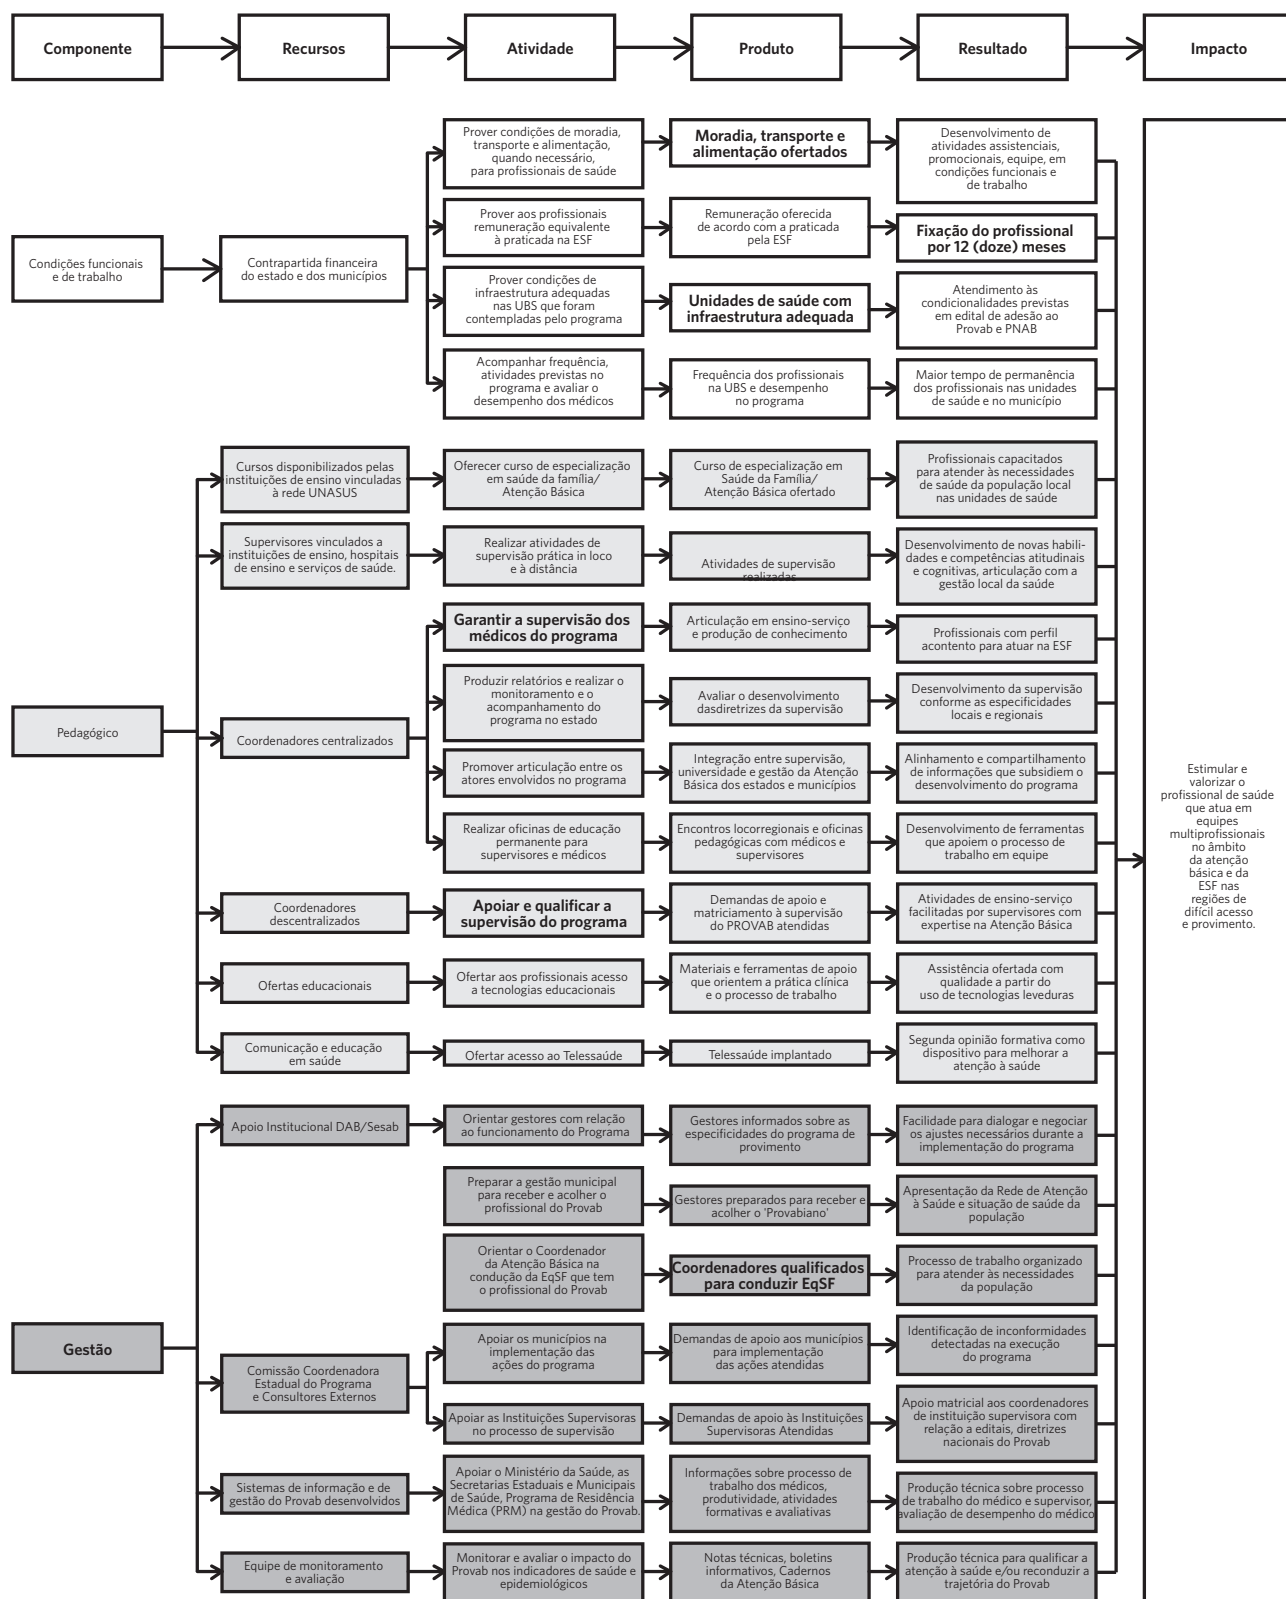 Componente
Recursos
Atividade
Produto
Resultado
Impacto
Condições funcionais
e de trabalho
Contrapartida financeira
do estado e dos municípios
Prover condições de moradia,
transporte e alimentação,
quando necessário,
para profissionais de saúde
Moradia, transporte e
alimentação ofertados
Desenvolvimento de
atividades assistenciais,
promocionais, equipe, em
condições funcionais e
de trabalho
Prover aos profissionais
remuneração equivalente
à praticada na ESF
Remuneração oferecida
de acordo com a praticada
pela ESF
Fixação do profissional
por 12 (doze) meses
Prover condições de
infraestrutura adequadas
nas UBS que foram
contempladas pelo programa
Unidades de saúde com
infraestrutura adequada
Atendimento às
condicionalidades previstas
em edital de adesão ao
Provab e PNAB
Acompanhar frequência,
atividades previstas no
programa e avaliar o
desempenho dos médicos
Frequência dos profissionais
na UBS e desempenho
no programa
Maior tempo de permanência
dos profissionais nas unidades
de saúde e no município
Pedagógico
Cursos disponibilizados pelas
instituições de ensino vinculadas
à rede UNASUS
Oferecer curso de especialização
em saúde da família/
Atenção Básica
Curso de especialização em
Saúde da Família/
Atenção Básica ofertado
Profissionais capacitados
para atender às necessidades
de saúde da população local
nas unidades de saúde
Supervisores vinculados a
instituições de ensino, hospitais
de ensino e serviços de saúde.
Realizar atividades de
supervisão prática in loco
e à distância
Atividades de supervisão
realizadas
Desenvolvimento de novas habili-
dades e competências atitudinais
e cognitivas, articulação com a
gestão local da saúde
Coordenadores centralizados
Garantir a supervisão dos
médicos do programa
Articulação em ensino-serviço
e produção de conhecimento
Profissionais com perfil
acontento para atuar na ESF
Produzir relatórios e realizar o
monitoramento e o
acompanhamento do
programa no estado
Avaliar o desenvolvimento
dasdiretrizes da supervisão
Desenvolvimento da supervisão
conforme as especificidades
locais e regionais
Promover articulação entre os
atores envolvidos no programa
Integração entre supervisão,
universidade e gestão da Atenção
Básica dos estados e municípios
Alinhamento e compartilhamento
de informações que subsidiem o
desenvolvimento do programa
Realizar oficinas de educação
permanente para
supervisores e médicos
Encontros locorregionais e oficinas
pedagógicas com médicos e
supervisores
Desenvolvimento de ferramentas
que apoiem o processo de
trabalho em equipe
Coordenadores
descentralizados
Apoiar e qualificar a
supervisão do programa
Demandas de apoio e
matriciamento à supervisão
do PROVAB atendidas
Atividades de ensino-serviço
facilitadas por supervisores com
expertise na Atenção Básica
Ofertas educacionais
Ofertar aos profissionais acesso
a tecnologias educacionais
Materiais e ferramentas de apoio
que orientem a prática clínica
e o processo de trabalho
Assistência ofertada com
qualidade a partir do
uso de tecnologias leveduras
Comunicação e educação
em saúde
Ofertar acesso ao Telessaúde
Telessaúde implantado
Segunda opinião formativa como
dispositivo para melhorar a
atenção à saúde
Gestão
Apoio Institucional DAB/Sesab
Orientar gestores com relação
ao funcionamento do Programa
Gestores informados sobre as
especificidades do programa de
provimento
Facilidade para dialogar e negociar
os ajustes necessários durante a
implementação do programa
Preparar a gestão municipal
para receber e acolher o
profissional do Provab
Gestores preparados para receber e
acolher o 'Provabiano'
Apresentação da Rede de Atenção
à Saúde e situação de saúde da
população
Orientar o Coordenador
da Atenção Básica na
condução da EqSF que tem
o profissional do Provab
Coordenadores qualificados
para conduzir EqSF
Processo de trabalho organizado
para atender às necessidades
da população
Comissão Coordenadora
Estadual do Programa
e Consultores Externos
Apoiar os municípios na
implementação das
ações do programa
Demandas de apoio aos municípios
para implementação
das ações atendidas
Identificação de inconformidades
detectadas na execução
do programa
Apoiar as Instituições Supervisoras
no processo de supervisão
Demandas de apoio às Instituições
Supervisoras Atendidas
Apoio matricial aos coordenadores
de instituição supervisora com
relação a editais, diretrizes
nacionais do Provab
Sistemas de informação e de
gestão do Provab desenvolvidos
Apoiar o Ministério da Saúde, as
Secretarias Estaduais e Municipais
de Saúde, Programa de Residência
Médica (PRM) na gestão do Provab.
Informações sobre processo de
trabalho dos médicos,
produtividade, atividades
formativas e avaliativas
Produção técnica sobre processo
de trabalho do médico e supervisor,
avaliação de desempenho do médico
Equipe de monitoramento
e avaliação
Monitorar e avaliar o impacto do
Provab nos indicadores de saúde e
epidemiológicos
Notas técnicas, boletins
informativos, Cadernos
da Atenção Básica
Produção técnica para qualificar a
atenção à saúde e/ou reconduzir a
trajetória do Provab
Estimular e
valorizar o
profissional de saúde
que atua em
equipes
multiprofissionais
no âmbito
da atenção
básica e da
ESF nas
regiões de
difícil acesso
e provimento.